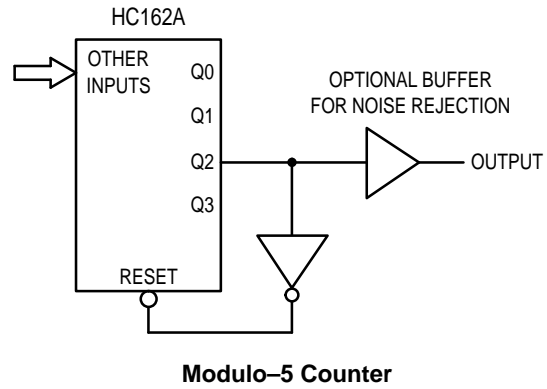 HC162A
OTHER
INPUTS
Q0
Q1
Q2
Q3
RESET
OPTIONAL BUFFER
FOR NOISE REJECTION
OUTPUT
Modulo–5 Counter